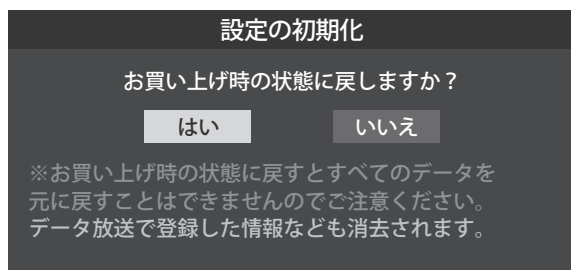 設定の初期化
お買い上げ時の状態に戻しますか？
はい
いいえ
※お買い上げ時の状態に戻すとすべてのデータを
元に戻すことはできませんのでご注意ください。
データ放送で登録した情報なども消去されます。